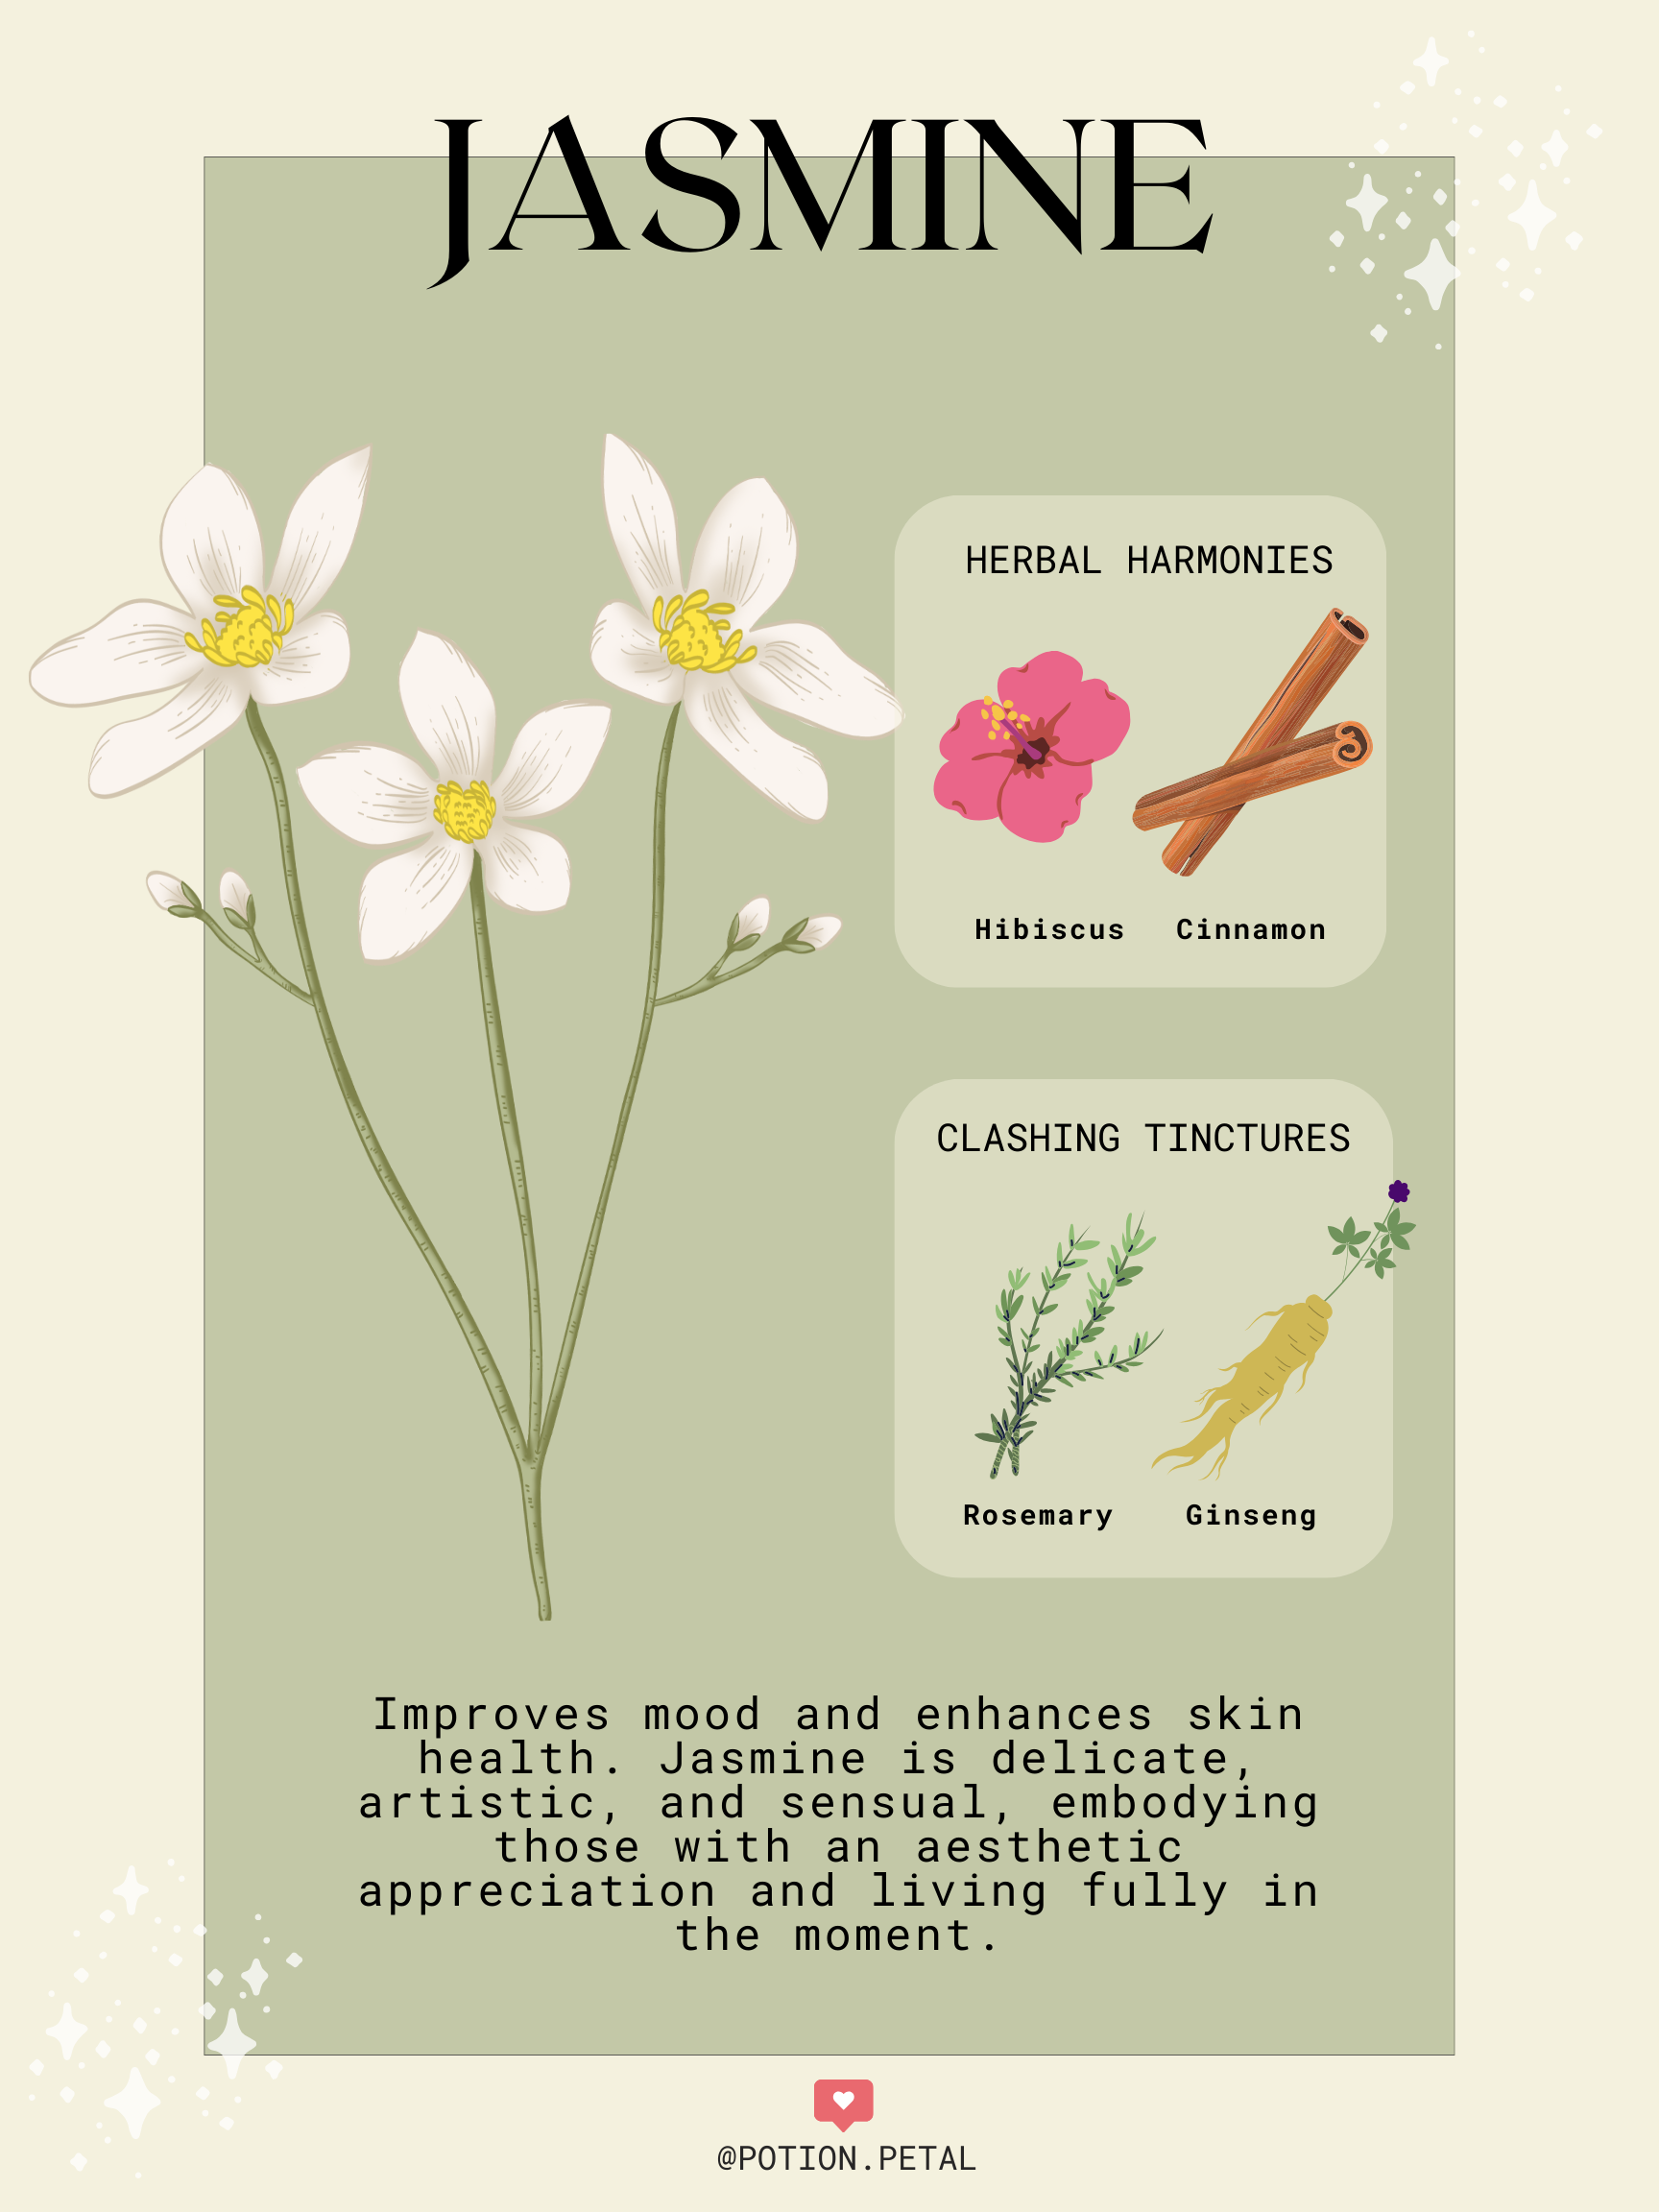 JASMINE
HERBAL HARMONIES
Hibiscus Cinnamon
CLASHING TINCTURES
Rosemary Ginseng
Improves mood and enhances skin
health. Jasmine is delicate,
artistic, and sensual, embodying
those with an aesthetic
appreciation and living fully in
the moment.
@POTION.PETAL